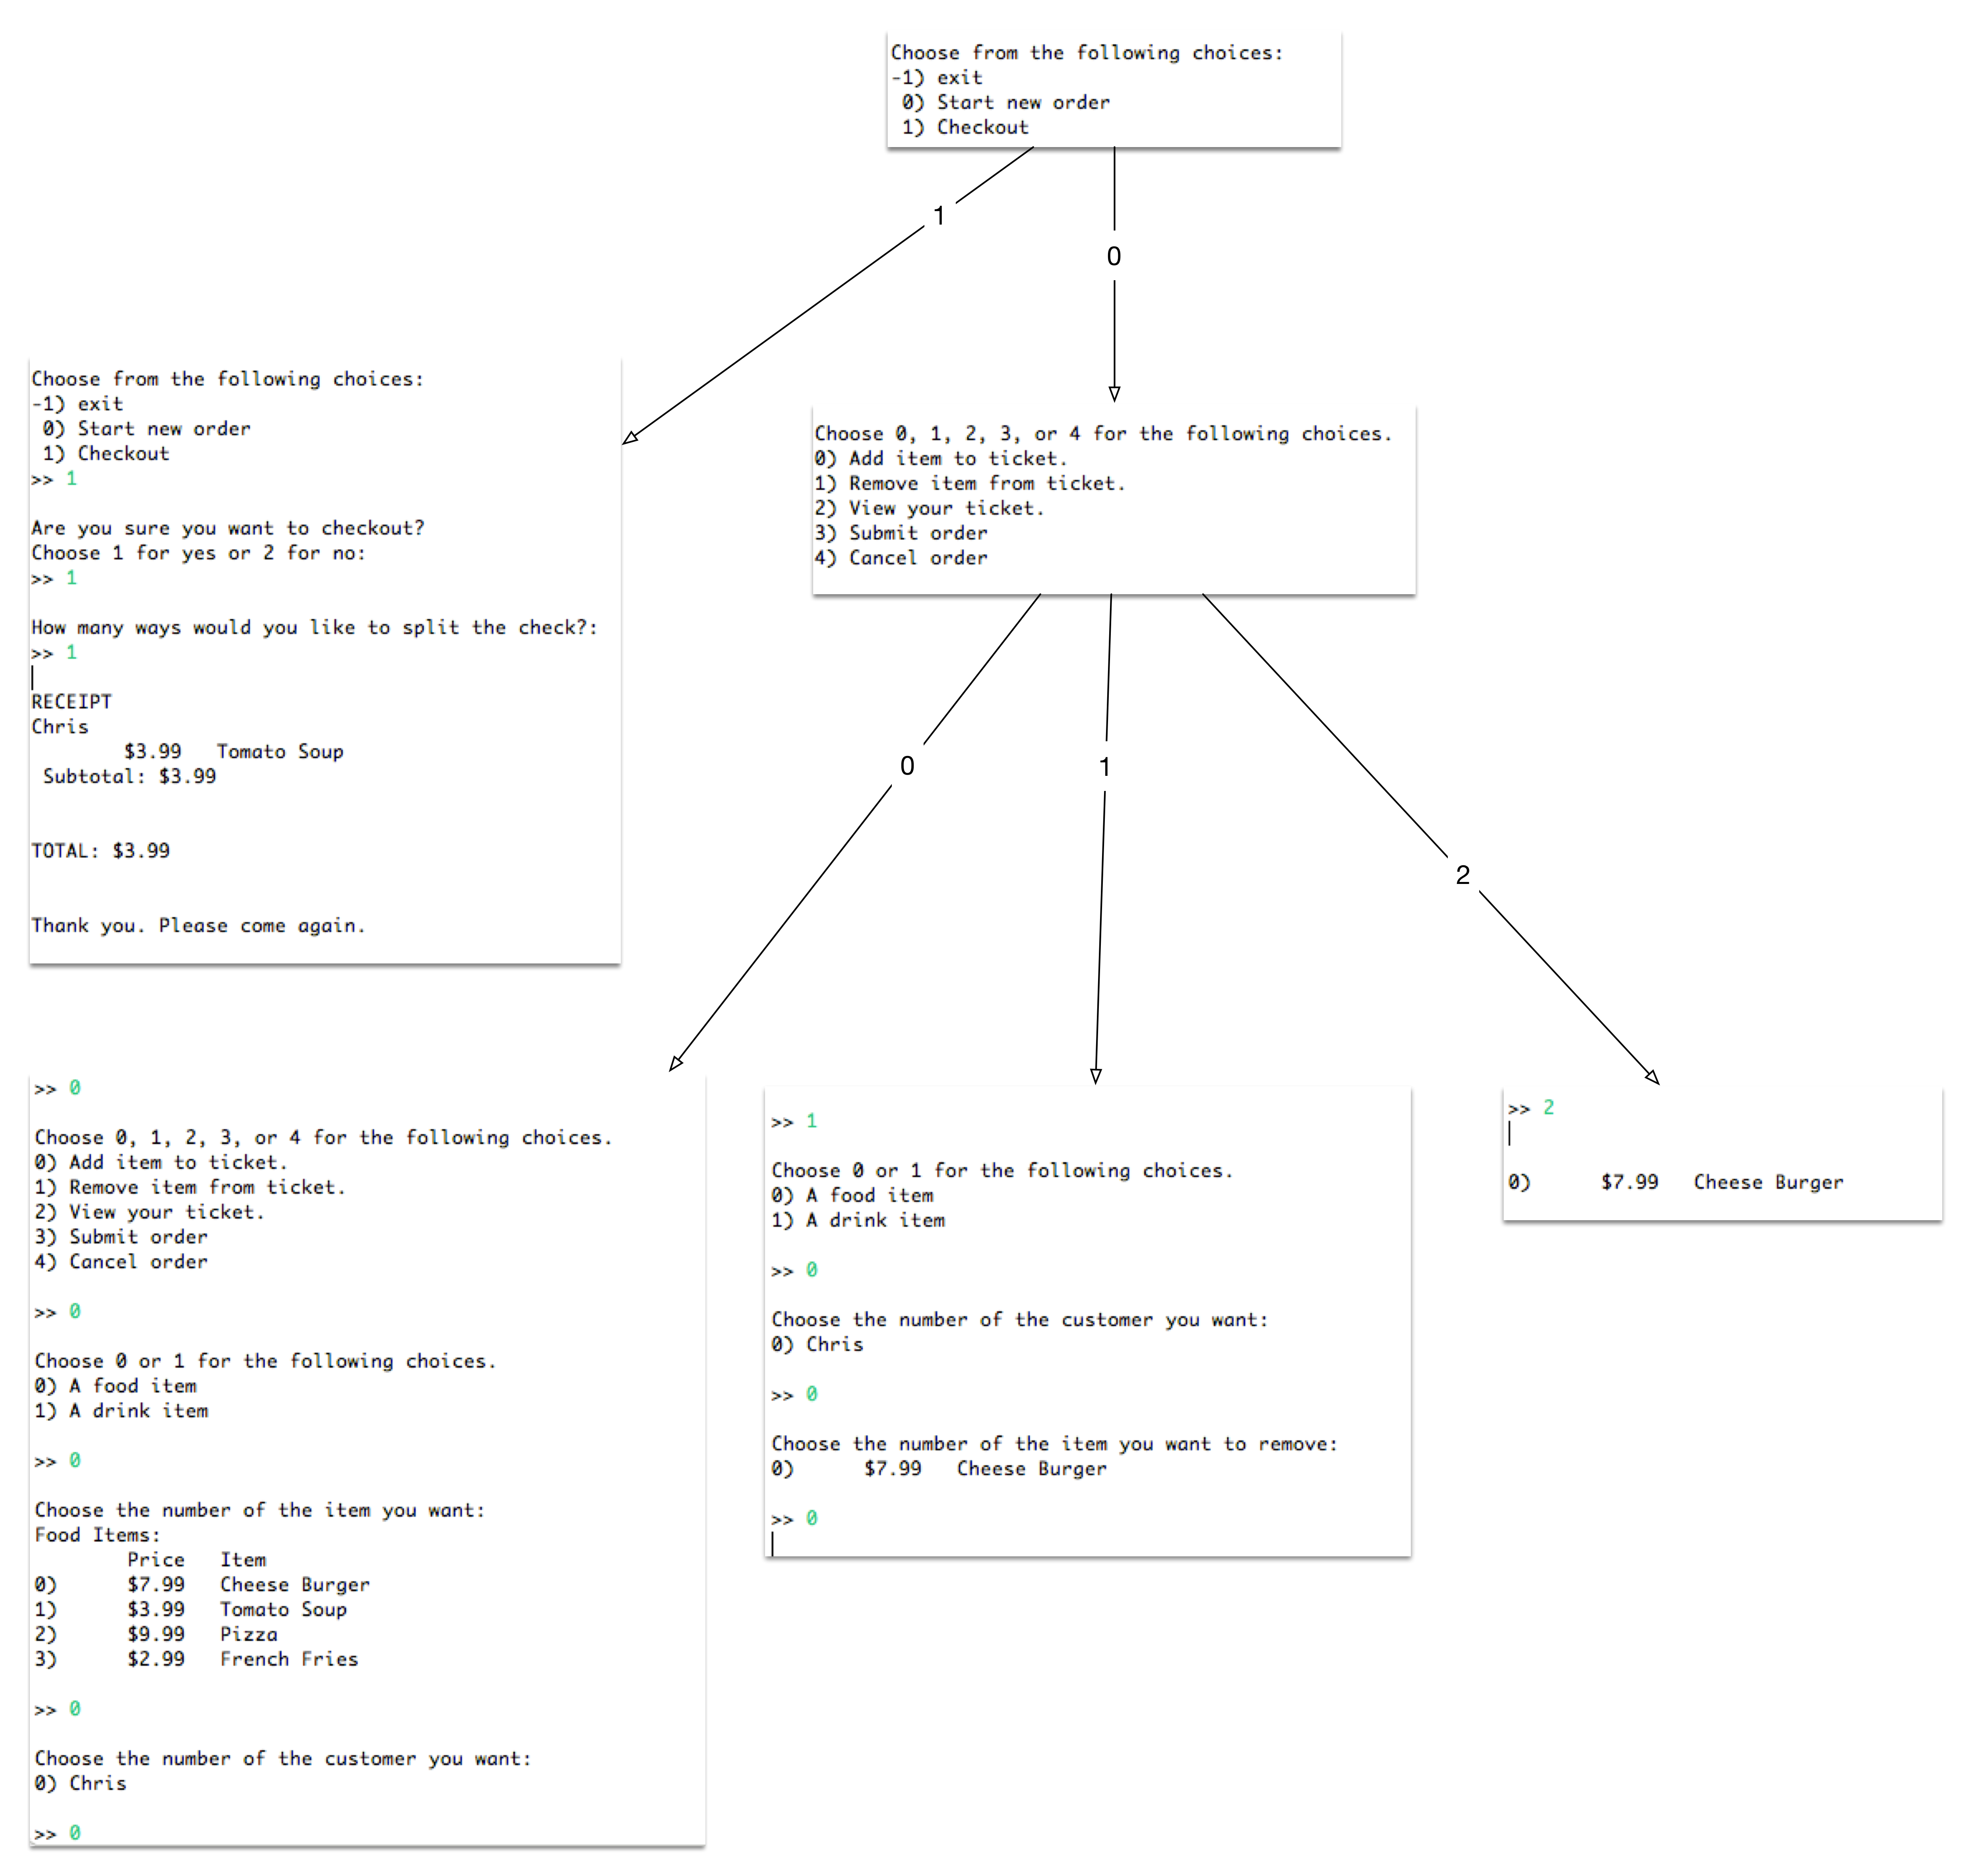 Choose from the following choices:
-1) exit
0) Start new order
1) Checkout
1
0
Choose from the following choices:
-1) exit
0) Start new order
1) Checkout
>> 1
Are you sure you want to checkout?
Choose 1 for yes or 2 for no:
>> 1
How many ways would you like to split the check?:
>> 1
RECEIPT
Chris
$3.99 Tomato Soup
Subtotal: $3.99
TOTAL: $3.99
Thank you. Please come again.
Choose 0, 1, 2, 3, or 4 for the following choices.
0) Add item to ticket.
1) Remove item from ticket.
2) View your ticket.
3) Submit order
4) Cancel order
0
1
2
>> 0
Choose 0, 1, 2, 3, or 4 for the following choices.
0) Add item to ticket.
1) Remove item from ticket.
2) View your ticket.
3) Submit order
4) Cancel order
>> 0
Choose 0 or 1 for the following choices.
0) A food item
1) A drink item
>> 0
Choose the number of the item you want:
Food Items:
Price Item
0) $7.99 Cheese Burger
1) $3.99 Tomato Soup
2) $9.99 Pizza
3) $2.99 French Fries
>> 0
Choose the number of the customer you want:
0) Chris
>> 0
>> 1
Choose 0 or 1 for the following choices.
0) A food item
1) A drink item
>> 0
Choose the number of the customer you want:
0) Chris
>> 0
Choose the number of the item you want to remove:
0) $7.99 Cheese Burger
>> 0
>> 2
0) $7.99 Cheese Burger